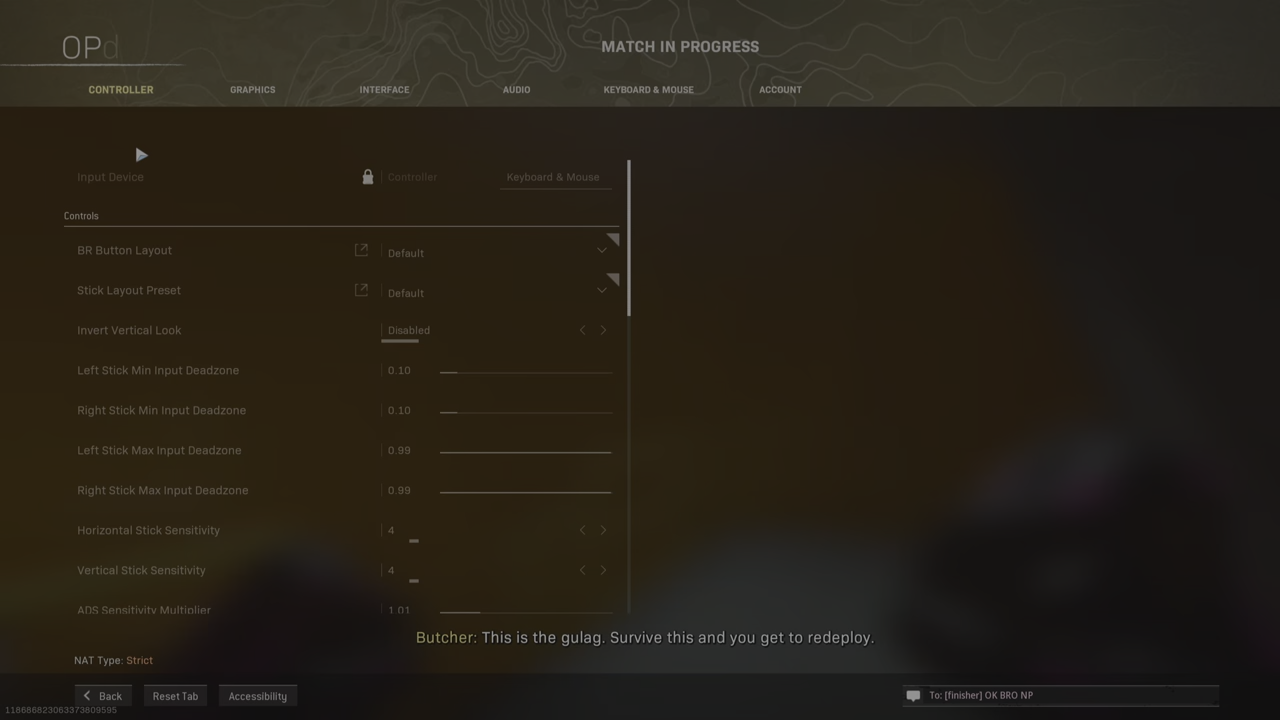 OPd
MATCH IN PROGRESS
CONTROLLER GRAPHICS INTERFACE AUDIO KEYBOARD & MOUSE ACCOUNT
Input Device Controller Keyboard & Mouse
Controls
BR Button Layout Default
Stick Layout Preset Default
Invert Vertical Look Disabled
Left Stick Min Input Deadzone 0.10
Right Stick Min Input Deadzone 0.10
Left Stick Max Input Deadzone 0.99
Right Stick Max Input Deadzone 0.99
Horizontal Stick Sensitivity 4
Vertical Stick Sensitivity 4
ADS Sensitivity Multiplier 1.01
Butcher: This is the gulag. Survive this and you get to redeploy.
NAT Type: Strict
Back Reset Tab Accessibility
To: [finisher] OK BRO NP
118686823063373809595